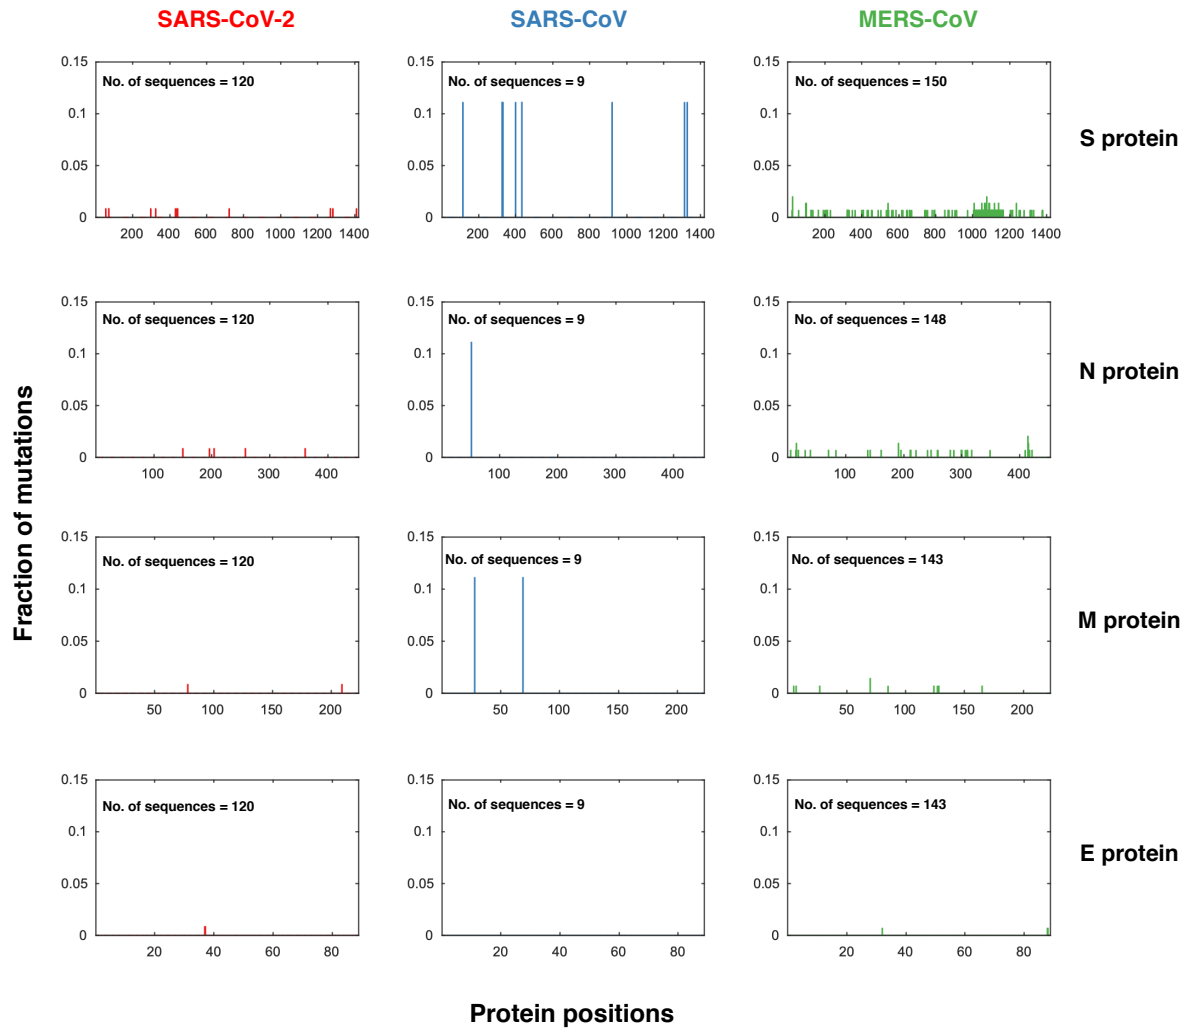 SARS-CoV-2 SARS-CoV MERS-CoV
0.15 0.15 0.15
No. of sequences = 120 No. of sequences = 9 No. of sequences = 150
0.1 0.1 0.1
S protein
0.05 0.05 0.05
0 0 0
200 400 600 800 1000 1200 1400 200 400 600 800 1000 1200 1400 200 400 600 800 1000 1200 1400
0.15 0.15 0.15
No. of sequences = 120 No. of sequences = 9 No. of sequences = 148
0.1 0.1 0.1
N protein
0.05 0.05 0.05
0 0 0
100 200 300 400 100 200 300 400 100 200 300 400
Fraction of mutations
0.15 0.15 0.15
No. of sequences = 120 No. of sequences = 9 No. of sequences = 143
0.1 0.1 0.1
M protein
0.05 0.05 0.05
0 0 0
50 100 150 200 50 100 150 200 50 100 150 200
0.15 0.15 0.15
No. of sequences = 120 No. of sequences = 9 No. of sequences = 143
0.1 0.1 0.1
E protein
0.05 0.05 0.05
0 0 0
20 40 60 80 20 40 60 80 20 40 60 80
Protein positions